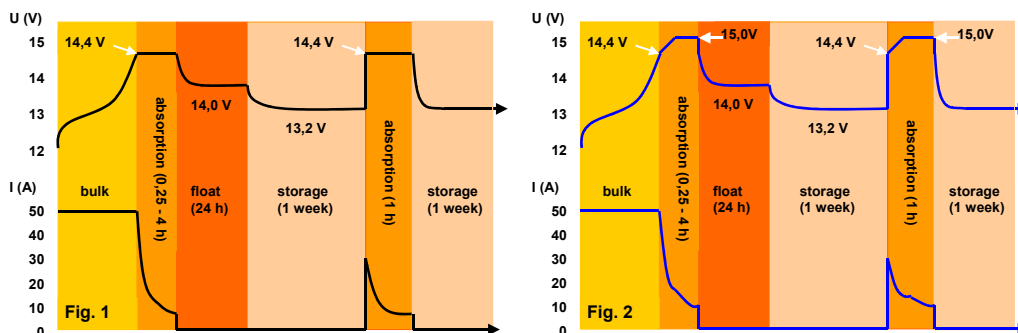 U (V)
15
14
13
12
14,4 V
14,4 V
14,0 V
13,2 V
absorption (0,25 - 4 h)
absorption (1 h)
I (A)
50
40
30
20
10
0
bulk
float
(24 h)
storage
(1 week)
storage
(1 week)
Fig. 1
U (V)
15
14
13
12
14,4 V
15,0V
14,4 V
15,0V
14,0 V
13,2 V
absorption (0,25 - 4 h)
absorption (1 h)
I (A)
50
40
30
20
10
0
bulk
float
(24 h)
storage
(1 week)
storage
(1 week)
Fig. 2